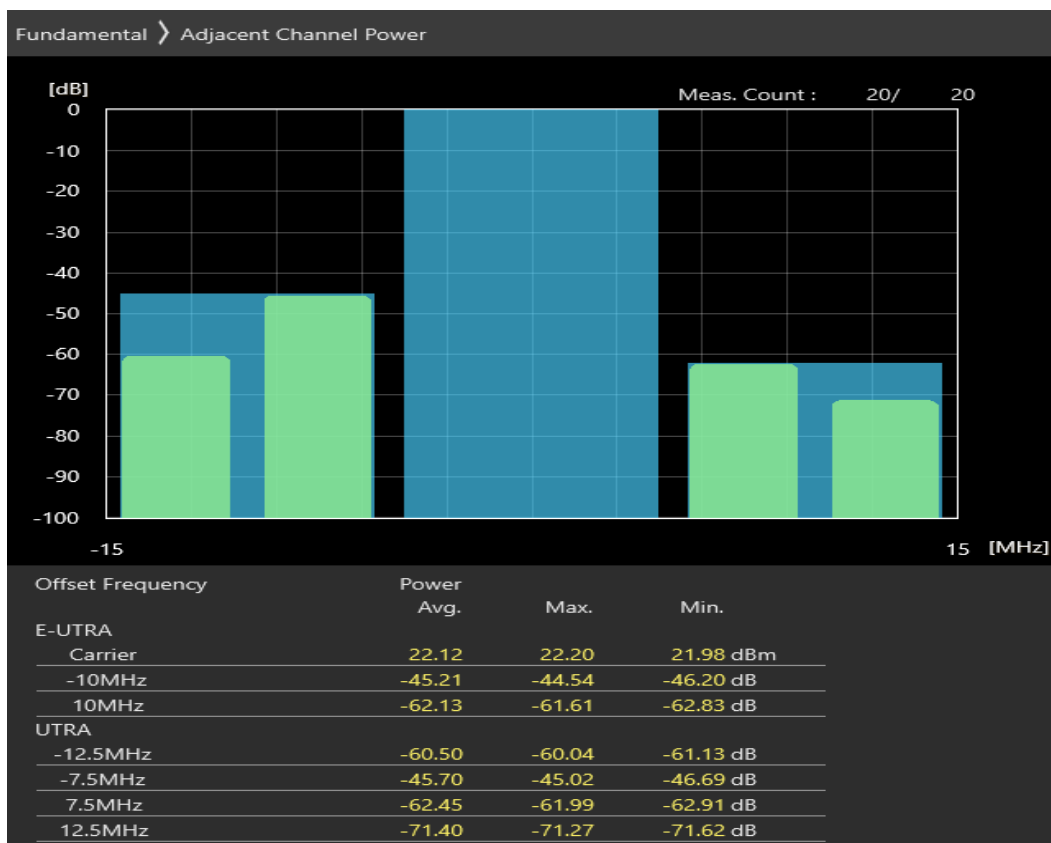 Fundamental 〉 Adjacent Channel Power
[dB]
Meas. Count : 20/ 20
0
-10
-20
-30
-40
-50
-60
-70
-80
-90
-100
-15 15 [MHz]
Offset Frequency Power
Avg. Max. Min.
E-UTRA
Carrier 22.12 22.20 21.98 dBm
-10MHz -45.21 -44.54 -46.20 dB
10MHz -62.13 -61.61 -62.83 dB
UTRA
-12.5MHz -60.50 -60.04 -61.13 dB
-7.5MHz -45.70 -45.02 -46.69 dB
7.5MHz -62.45 -61.99 -62.91 dB
12.5MHz -71.40 -71.27 -71.62 dB